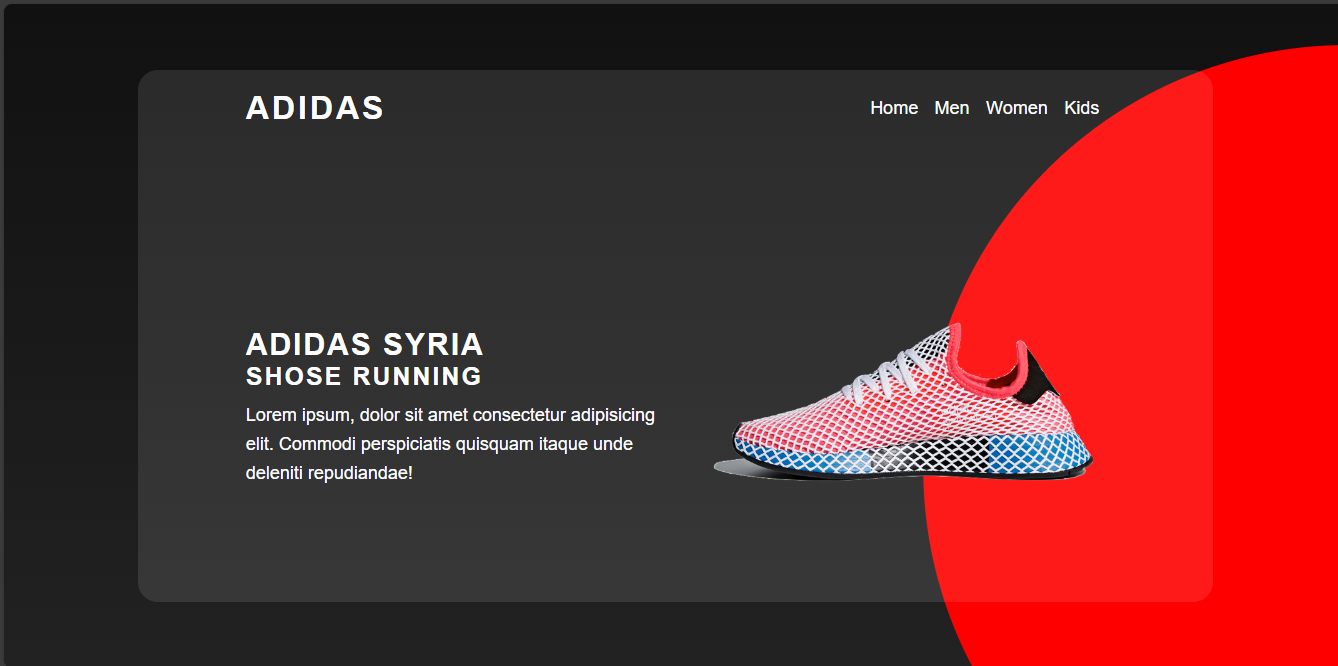 ADIDAS
Home Men Women Kids
ADIDAS SYRIA
SHOSE RUNNING
Lorem ipsum, dolor sit amet consectetur adipisicing
elit. Commodi perspiciatis quisquam itaque unde
deleniti repudiandae!